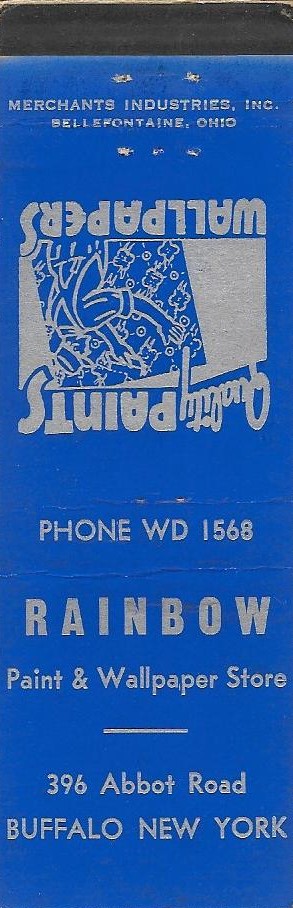 MERCHANTS INDUSTRIES, INC.
BELLEFONTAINE, OHIO
Quality PAINTS
WALLPAPERS
PHONE WD 1568
RAINBOW
Paint & Wallpaper Store
396 Abbot Road
BUFFALO NEW YORK